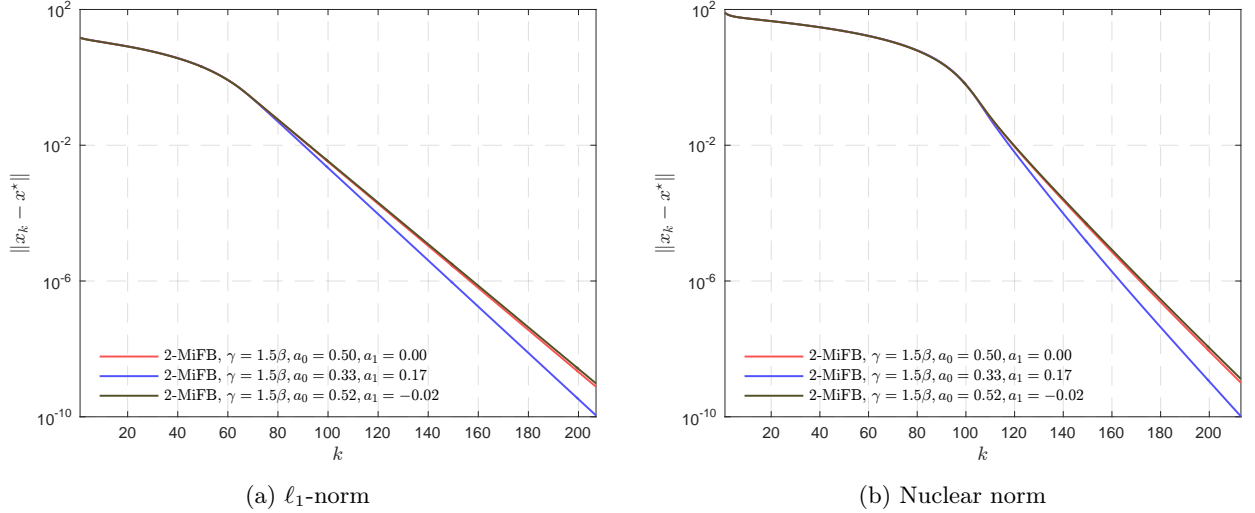 10^2
10^-2
10^-6
10^-10
‖x_k − x^⋆‖
20 40 60 80 100 120 140 160 180 200
k
2-MiFB, γ = 1.5β, a_0 = 0.50, a_1 = 0.00
2-MiFB, γ = 1.5β, a_0 = 0.33, a_1 = 0.17
2-MiFB, γ = 1.5β, a_0 = 0.52, a_1 = −0.02
(a) ℓ_1-norm
10^2
10^-2
10^-6
10^-10
‖x_k − x^⋆‖
20 40 60 80 100 120 140 160 180 200
k
2-MiFB, γ = 1.5β, a_0 = 0.50, a_1 = 0.00
2-MiFB, γ = 1.5β, a_0 = 0.33, a_1 = 0.17
2-MiFB, γ = 1.5β, a_0 = 0.52, a_1 = −0.02
(b) Nuclear norm